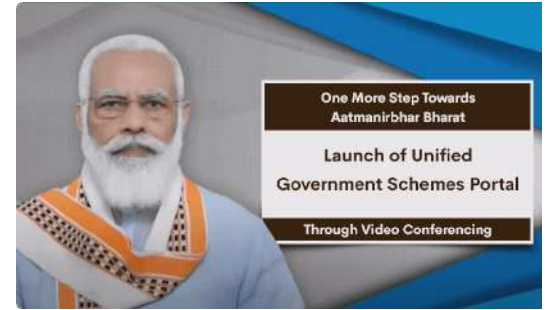 One More Step Towards
Aatmanirbhar Bharat
Launch of Unified
Government Schemes Portal
Through Video Conferencing